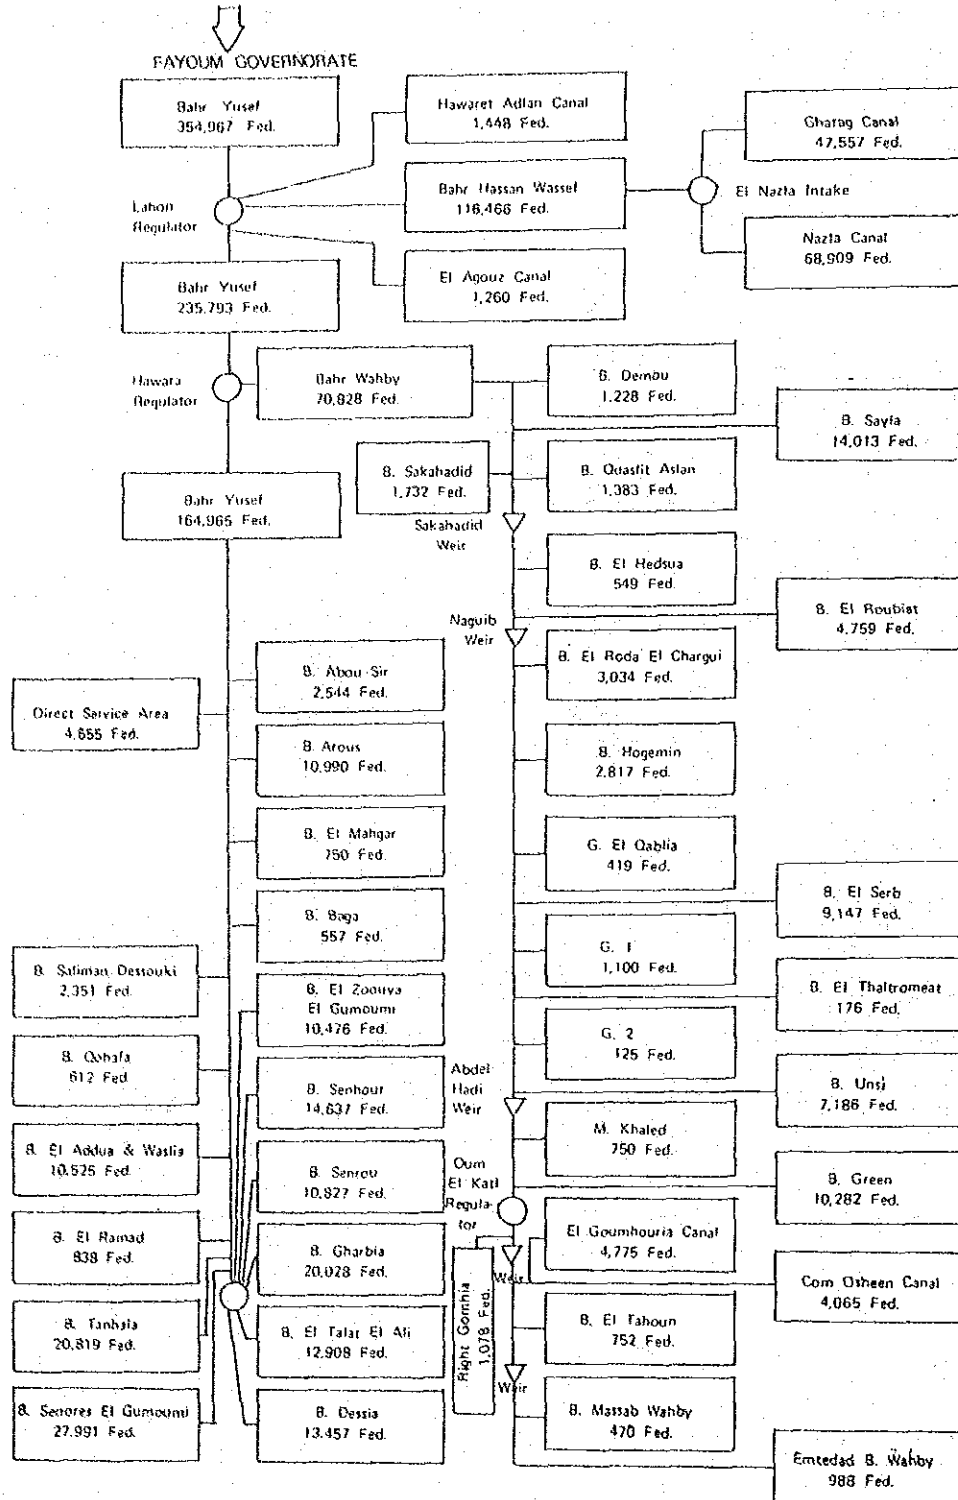 FAYOUM GOVERNORATE
Bahr Yusef
354,967 Fed.
Hawaret Adlan Canal
1,448 Fed.
Gharag Canal
47,557 Fed.
Lahon
Regulator
Bahr Hassan Wassef
116,466 Fed.
El Nazla Intake
Nazla Canal
68,909 Fed.
El Agouz Canal
1,260 Fed.
Bahr Yusef
235,793 Fed.
Hawara
Regulator
Bahr Wahby
70,828 Fed.
B. Demou
1,228 Fed.
B. Sayla
14,013 Fed.
B. Sakahadid
1,732 Fed.
B. Quasfit Aslan
1,383 Fed.
Bahr Yusef
164,965 Fed.
Sakahadid
Weir
B. El Hedsua
549 Fed.
B. El Roubiat
4,759 Fed.
Naguib
Weir
B. El Roda El Chargui
3,034 Fed.
B. Abou Sir
2,544 Fed.
Direct Service Area
4,655 Fed.
B. Arous
10,990 Fed.
B. Hogemin
2,817 Fed.
B. El Mahgar
750 Fed.
G. El Qablia
419 Fed.
B. El Serb
9,147 Fed.
B. Baga
557 Fed.
G. 1
1,100 Fed.
B. Saliman Dessouki
2,351 Fed.
B. El Zoouya
El Gumoumi
10,476 Fed.
B. El Thaltromeat
176 Fed.
G. 2
125 Fed.
B. Qohafa
612 Fed
B. Senhour
14,637 Fed.
Abdel
Hadi
Weir
B. Unsi
7,186 Fed.
M. Khaled
750 Fed.
B. El Addua & Waslia
10,525 Fed.
B. Senrou
10,827 Fed.
Oum
El Katl
Regula-
tor
B. Green
10,282 Fed.
B. El Ramad
838 Fed.
B. Gharbia
20,028 Fed.
El Goumhouria Canal
4,775 Fed.
Weir
Com Osheen Canal
4,065 Fed.
Right Gorthia
1,078 Fed.
B. Tanhala
20,819 Fed.
B. El Talat El Ali
12,908 Fed.
B. El Tahoun
752 Fed.
Weir
B. Senores El Gumoumi
27,991 Fed.
B. Dessia
13,457 Fed.
B. Massab Wahby
470 Fed.
Emtedad B. Wahby
988 Fed.